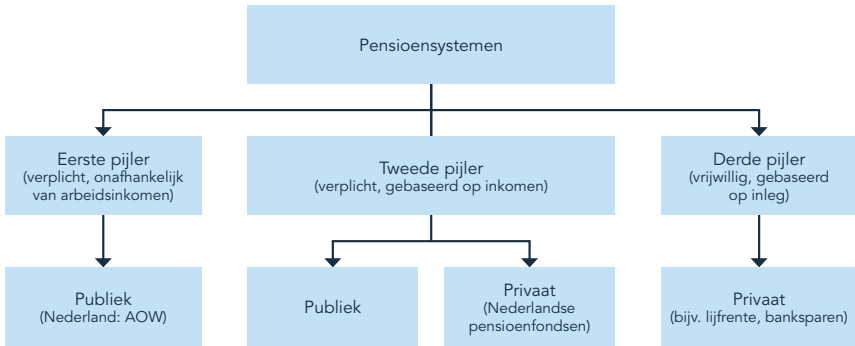 Pensioensystemen
Eerste pijler
(verplicht, onafhankelijk
van arbeidsinkomen)
Tweede pijler
(verplicht, gebaseerd op inkomen)
Derde pijler
(vrijwillig, gebaseerd
op inleg)
Publiek
(Nederland: AOW)
Publiek
Privaat
(Nederlandse
pensioenfondsen)
Privaat
(bijv. lijfrente, banksparen)